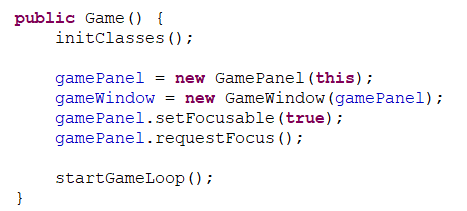 public Game() {
    initClasses();

    gamePanel = new GamePanel(this);
    gameWindow = new GameWindow(gamePanel);
    gamePanel.setFocusable(true);
    gamePanel.requestFocus();

    startGameLoop();
}